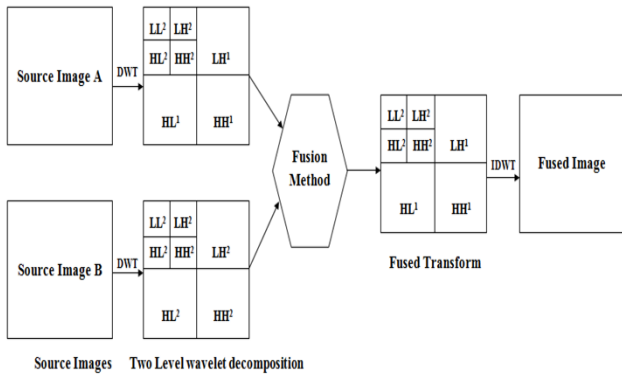 LL² LH²
Source Image A DWT HL² HH² LH¹
HL¹ HH¹
Fusion
Method
LL² LH²
HL² HH² LH¹
IDWT Fused Image
HL¹ HH¹
LL² LH²
Source Image B DWT HL² HH² LH²
HL² HH²
Fused Transform
Source Images Two Level wavelet decomposition